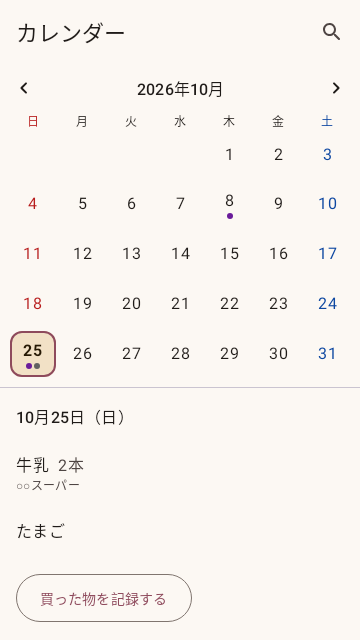 カレンダー
2026年10月
日 月 火 水 木 金 土
1 2 3
4 5 6 7 8 9 10
11 12 13 14 15 16 17
18 19 20 21 22 23 24
25 26 27 28 29 30 31
10月25日（日）
牛乳 2本
○○スーパー
たまご
買った物を記録する